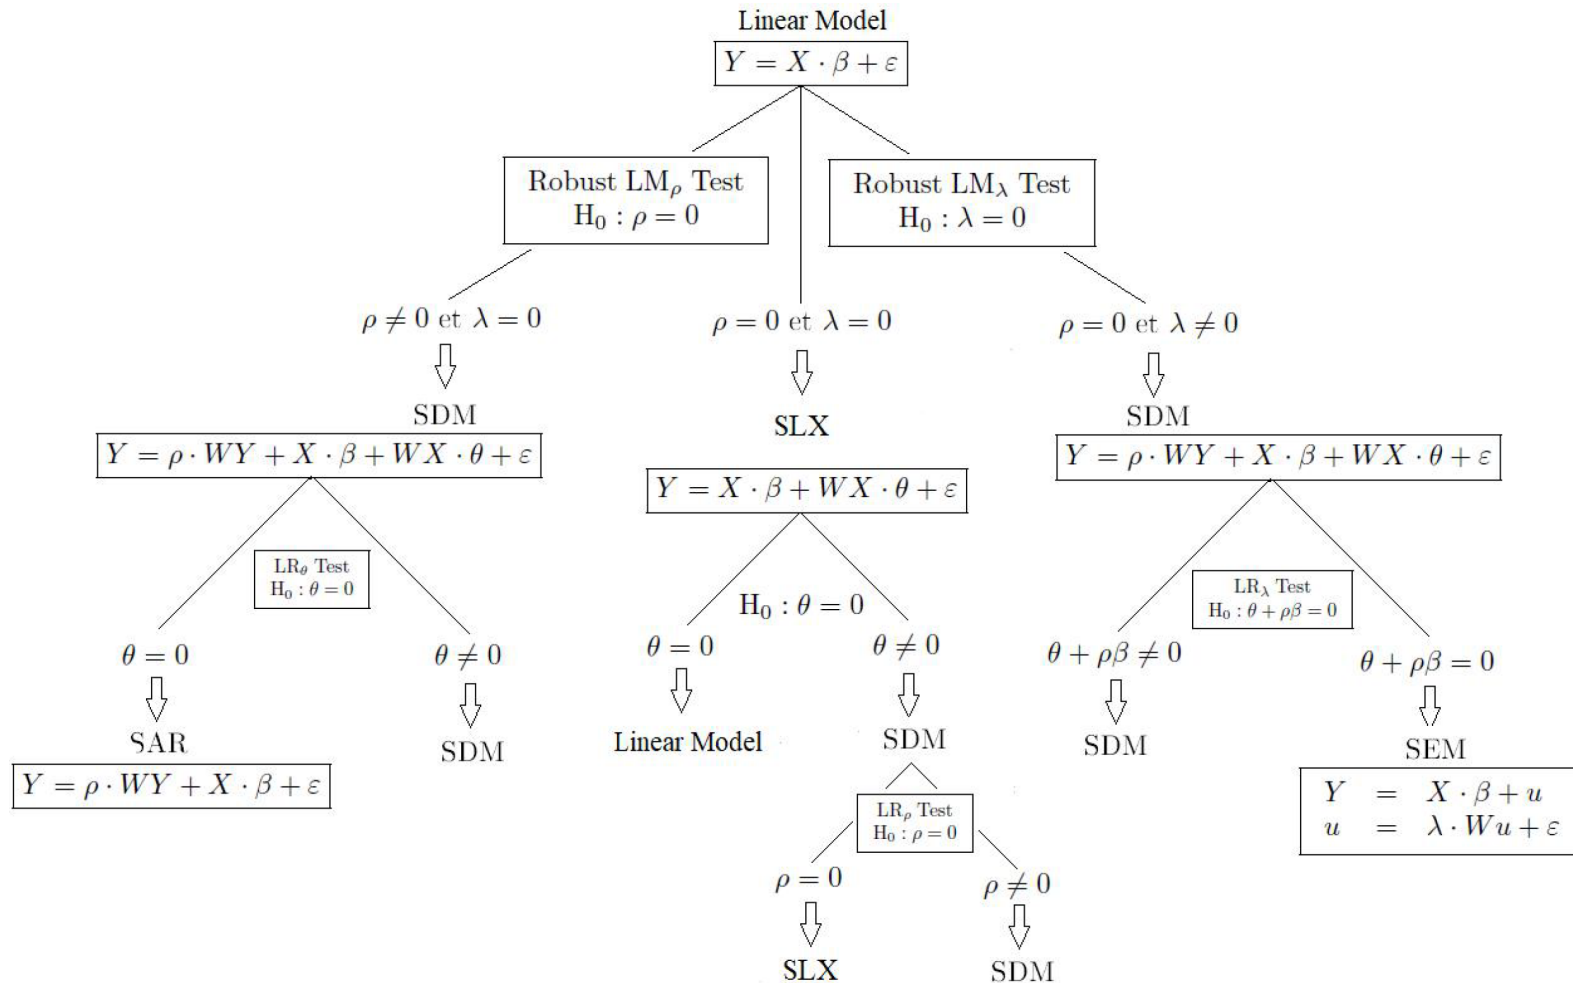 Linear Model
Y = X · β + ε
Robust LMρ Test
H₀ : ρ = 0
Robust LMλ Test
H₀ : λ = 0
ρ ≠ 0 et λ = 0
ρ = 0 et λ = 0
ρ = 0 et λ ≠ 0
SDM
SLX
SDM
Y = ρ · WY + X · β + WX · θ + ε
Y = X · β + WX · θ + ε
Y = ρ · WY + X · β + WX · θ + ε
LRθ Test
H₀ : θ = 0
H₀ : θ = 0
LRλ Test
H₀ : θ + ρβ = 0
θ = 0
θ ≠ 0
θ = 0
θ ≠ 0
θ + ρβ ≠ 0
θ + ρβ = 0
SAR
SDM
Linear Model
SDM
SDM
SEM
Y = ρ · WY + X · β + ε
Y = X · β + u
u = λ · Wu + ε
LRρ Test
H₀ : ρ = 0
ρ = 0
ρ ≠ 0
SLX
SDM